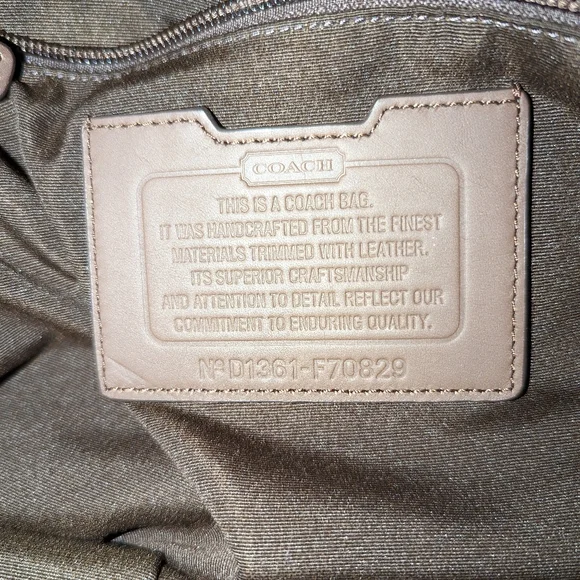 COACH
THIS IS A COACH BAG.
IT WAS HANDCRAFTED FROM THE FINEST
MATERIALS TRIMMED WITH LEATHER.
ITS SUPERIOR CRAFTSMANSHIP
AND ATTENTION TO DETAIL REFLECT OUR
COMMITMENT TO ENDURING QUALITY.
Nº D1361-F70829